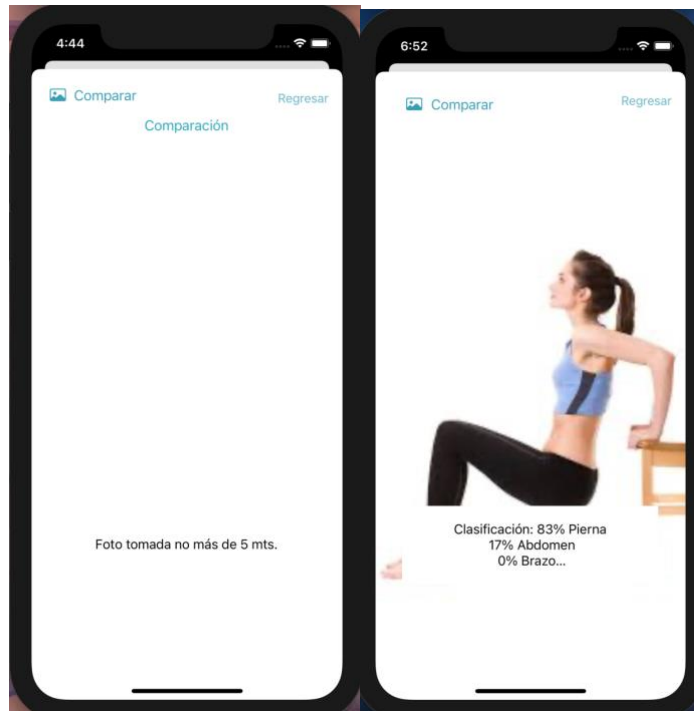 4:44
Comparar
Regresar
Comparación
Foto tomada no más de 5 mts.
6:52
Comparar
Regresar
Clasificación: 83% Pierna
17% Abdomen
0% Brazo...